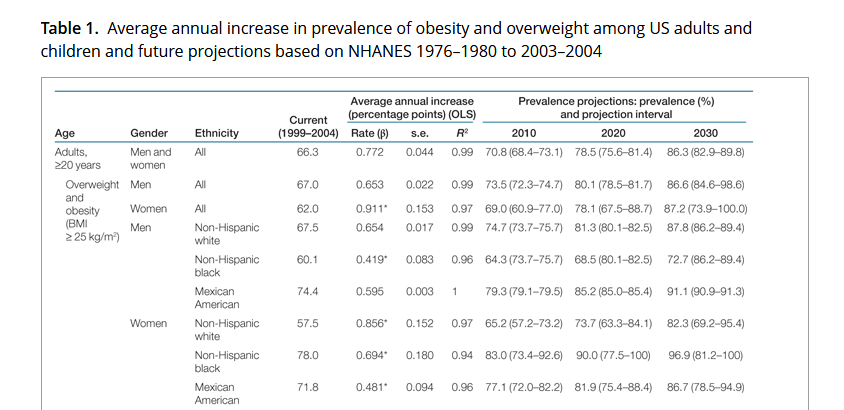 Table 1. Average annual increase in prevalence of obesity and overweight among US adults and
children and future projections based on NHANES 1976–1980 to 2003–2004
Average annual increase Prevalence projections: prevalence (%)
Current (percentage points) (OLS) and projection interval
Age Gender Ethnicity (1999–2004) Rate (β) s.e. R² 2010 2020 2030
Adults, Men and All 66.3 0.772 0.044 0.99 70.8 (68.4–73.1) 78.5 (75.6–81.4) 86.3 (82.9–89.8)
≥20 years women
Overweight Men All 67.0 0.653 0.022 0.99 73.5 (72.3–74.7) 80.1 (78.5–81.7) 86.6 (84.6–98.6)
and
obesity Women All 62.0 0.911* 0.153 0.97 69.0 (60.9–77.0) 78.1 (67.5–88.7) 87.2 (73.9–100.0)
(BMI Men Non-Hispanic 67.5 0.654 0.017 0.99 74.7 (73.7–75.7) 81.3 (80.1–82.5) 87.8 (86.2–89.4)
≥ 25 kg/m²) white
Non-Hispanic 60.1 0.419* 0.083 0.96 64.3 (73.7–75.7) 68.5 (80.1–82.5) 72.7 (86.2–89.4)
black
Mexican 74.4 0.595 0.003 1 79.3 (79.1–79.5) 85.2 (85.0–85.4) 91.1 (90.9–91.3)
American
Women Non-Hispanic 57.5 0.856* 0.152 0.97 65.2 (57.2–73.2) 73.7 (63.3–84.1) 82.3 (69.2–95.4)
white
Non-Hispanic 78.0 0.694* 0.180 0.94 83.0 (73.4–92.6) 90.0 (77.5–100) 96.9 (81.2–100)
black
Mexican 71.8 0.481* 0.094 0.96 77.1 (72.0–82.2) 81.9 (75.4–88.4) 86.7 (78.5–94.9)
American